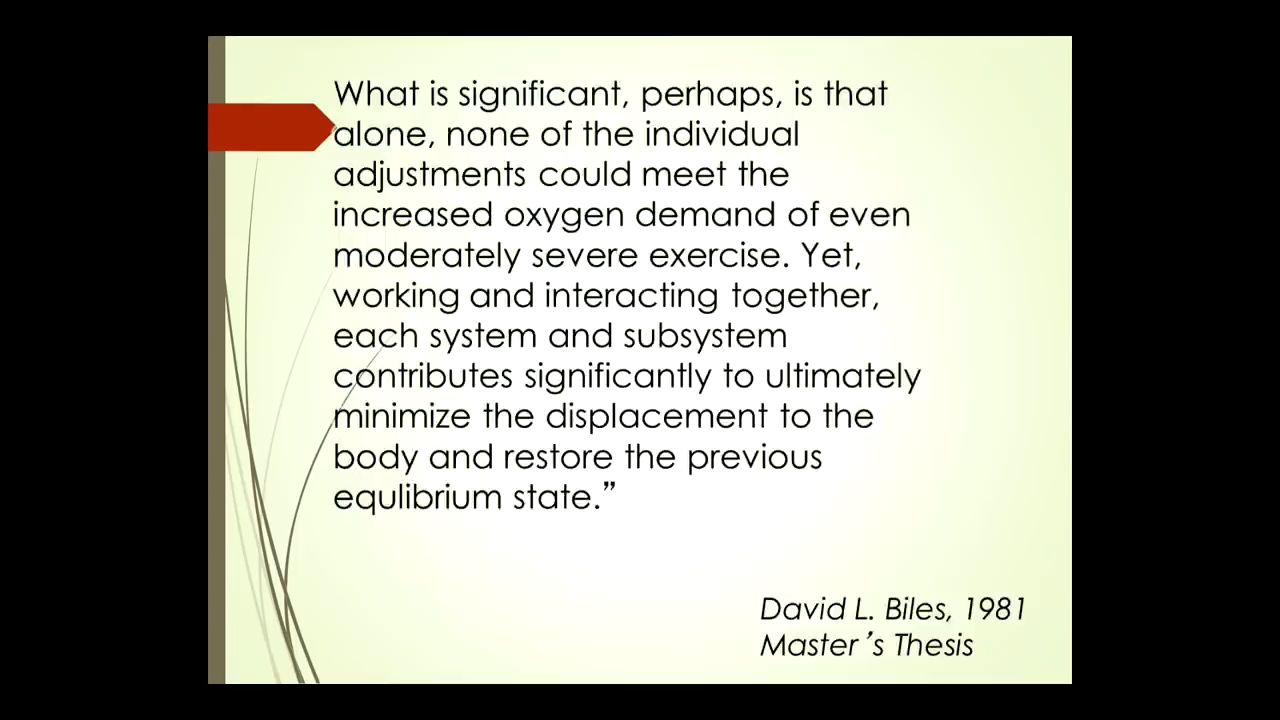 What is significant, perhaps, is that
alone, none of the individual
adjustments could meet the
increased oxygen demand of even
moderately severe exercise. Yet,
working and interacting together,
each system and subsystem
contributes significantly to ultimately
minimize the displacement to the
body and restore the previous
equlibrium state.”
David L. Biles, 1981
Master’s Thesis